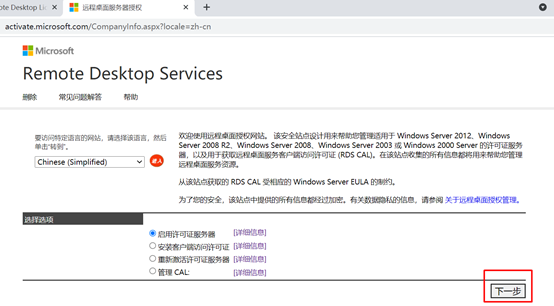 ote Desktop Li
远程桌面服务器授权
activate.microsoft.com/CompanyInfo.aspx?locale=zh-cn
Microsoft
Remote Desktop Services
删除 常见问题解答 帮助
要访问特定语言的网站，请选择该语言，然后
单击"转到"。
Chinese (Simplified)
进入
欢迎使用远程桌面授权网站。 该安全站点设计用来帮助您管理适用于 Windows Server 2012、Windows
Server 2008 R2、Windows Server 2008、Windows Server 2003 或 Windows 2000 Server 的许可证服务
器，以及用于获取远程桌面服务客户端访问许可证 (RDS CAL)。在该站点收集的所有信息都将用来帮助您管理
远程桌面服务资源。
从该站点获取的 RDS CAL 受相应的 Windows Server EULA 的制约。
为了您的安全，该站点中提供的所有信息都经过加密。有关数据隐私的信息，请参阅 关于远程桌面授权管理。
选择选项
启用许可证服务器 [详细信息]
安装客户端访问许可证 [详细信息]
重新激活许可证服务器 [详细信息]
管理 CAL: [详细信息]
下一步